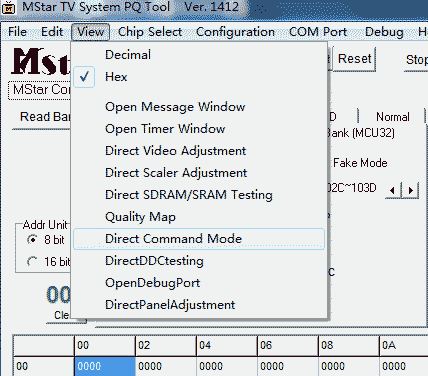 MStar TV System PQ Tool Ver. 1412
File Edit View Chip Select Configuration COM Port Debug
MSt
Reset
Stop
MStar Co
Read Ba
Decimal
Hex
Open Message Window
Open Timer Window
Direct Video Adjustment
Direct Scaler Adjustment
Direct SDRAM/SRAM Testing
Quality Map
Direct Command Mode
DirectDDCtesting
OpenDebugPort
DirectPanelAdjustment
D Normal
Bank (MCU32)
Fake Mode
02C~103D
Addr Unit
8 bit
16 bit
00
Cle
00 02 04 06 08 0A
00 0000 0000 0000 0000 0000 0000